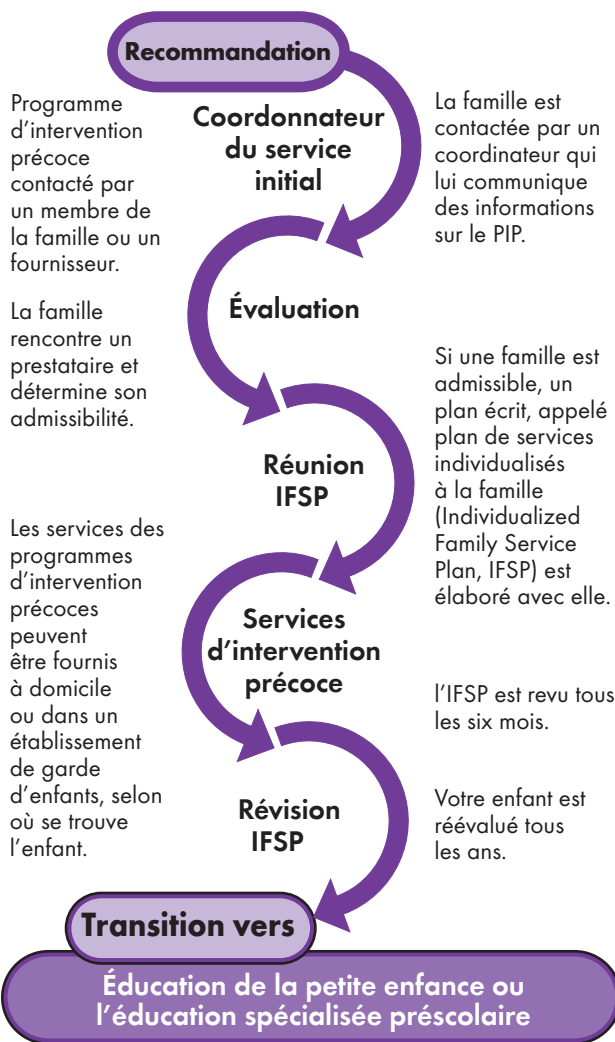 Recommandation
Programme
d'intervention
précoce
contacté par
un membre de
la famille ou un
fournisseur.
Coordonnateur
du service
initial
La famille est
contactée par un
coordinateur qui
lui communique
des informations
sur le PIP.
La famille
rencontre un
prestataire et
détermine son
admissibilité.
Évaluation
Réunion
IFSP
Si une famille est
admissible, un
plan écrit, appelé
plan de services
individualisés
à la famille
(Individualized
Family Service
Plan, IFSP) est
élaboré avec elle.
Les services des
programmes
d'intervention
précoces
peuvent
être fournis
à domicile
ou dans un
établissement
de garde
d'enfants, selon
où se trouve
l'enfant.
Services
d'intervention
précoce
l'IFSP est revu tous
les six mois.
Révision
IFSP
Votre enfant est
réévalué tous
les ans.
Transition vers
Éducation de la petite enfance ou
l'éducation spécialisée préscolaire